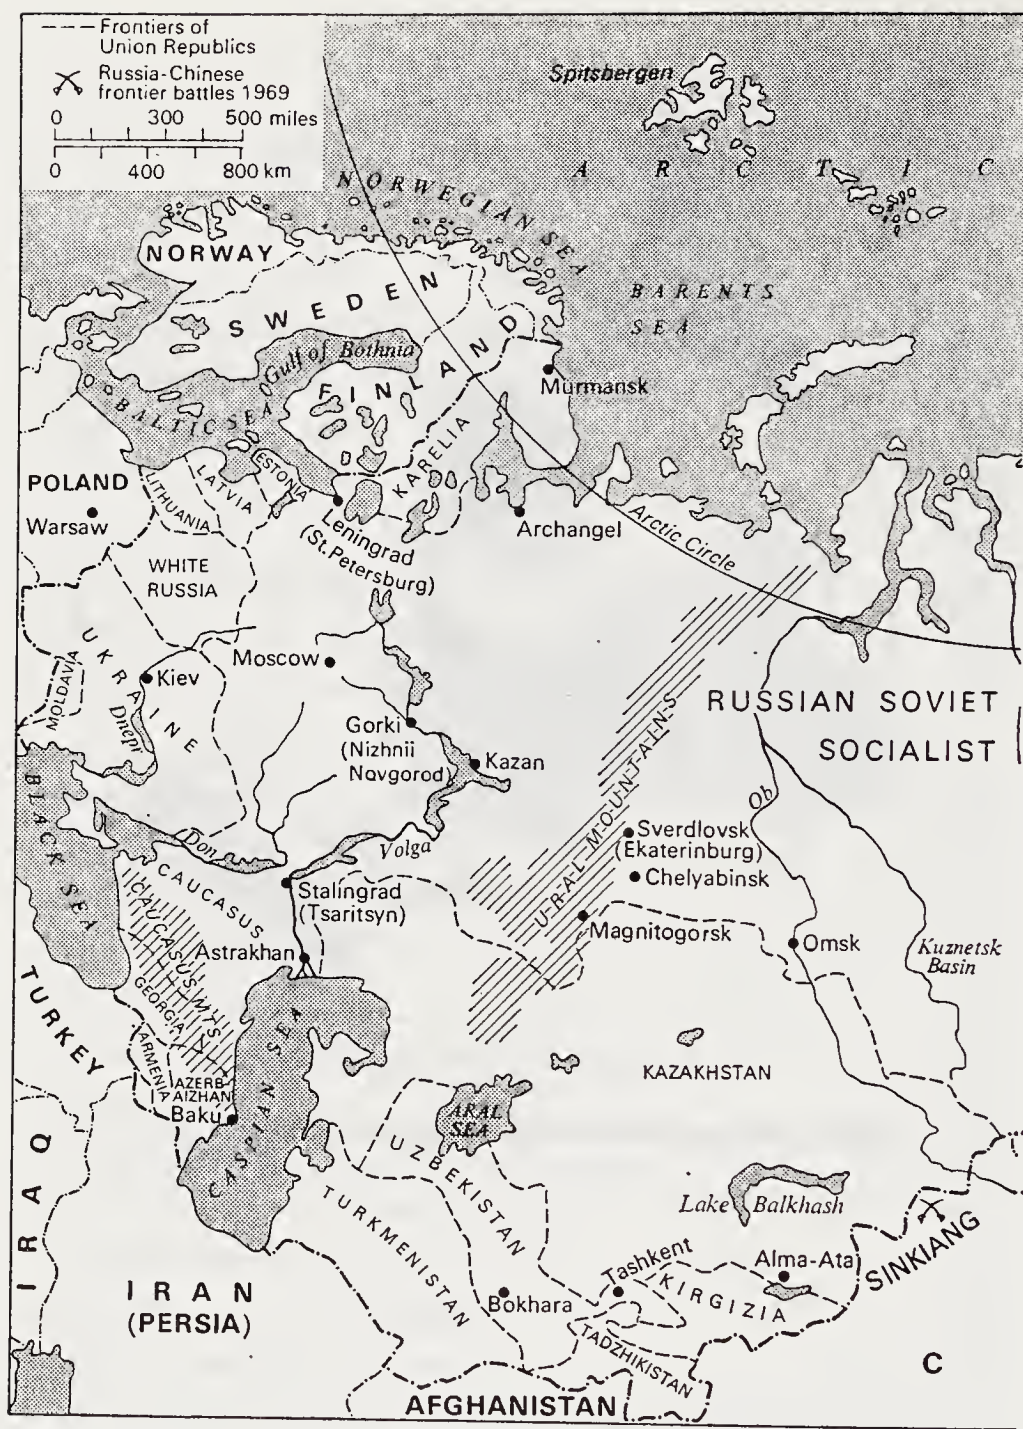 Frontiers of
Union Republics
Russia-Chinese
frontier battles 1969
0 300 500 miles
0 400 800 km
Spitsbergen
ARCTIC
NORWEGIAN SEA
NORWAY
SWEDEN
BARENTS
SEA
Gulf of Bothnia
FINLAND
Murmansk
BALTIC SEA
KARELIA
ESTONIA
LATVIA
LITHUANIA
POLAND
Warsaw
Leningrad
(St. Petersburg)
Archangel
Arctic Circle
WHITE
RUSSIA
UKRAINE
MOLDAVIA
Kiev
Moscow
Dnepr
Gorki
(Nizhnii
Novgorod)
Kazan
RUSSIAN SOVIET
SOCIALIST
URAL MOUNTAINS
Ob
BLACK SEA
Don
Volga
Sverdlovsk
(Ekaterinburg)
Chelyabinsk
Stalingrad
(Tsaritsyn)
CAUCASUS
CAUCASUS MTS
Magnitogorsk
Omsk
Kuznetsk
Basin
Astrakhan
TURKEY
GEORGIA
ARMENIA
AZERB-
AIZHAN
Baku
CASPIAN SEA
KAZAKHSTAN
ARAL
SEA
IRAQ
UZBEKISTAN
TURKMENISTAN
Lake Balkhash
SINKIANG
Tashkent
Alma-Ata
KIRGIZIA
Bokhara
TADZHIKISTAN
IRAN
(PERSIA)
AFGHANISTAN
C